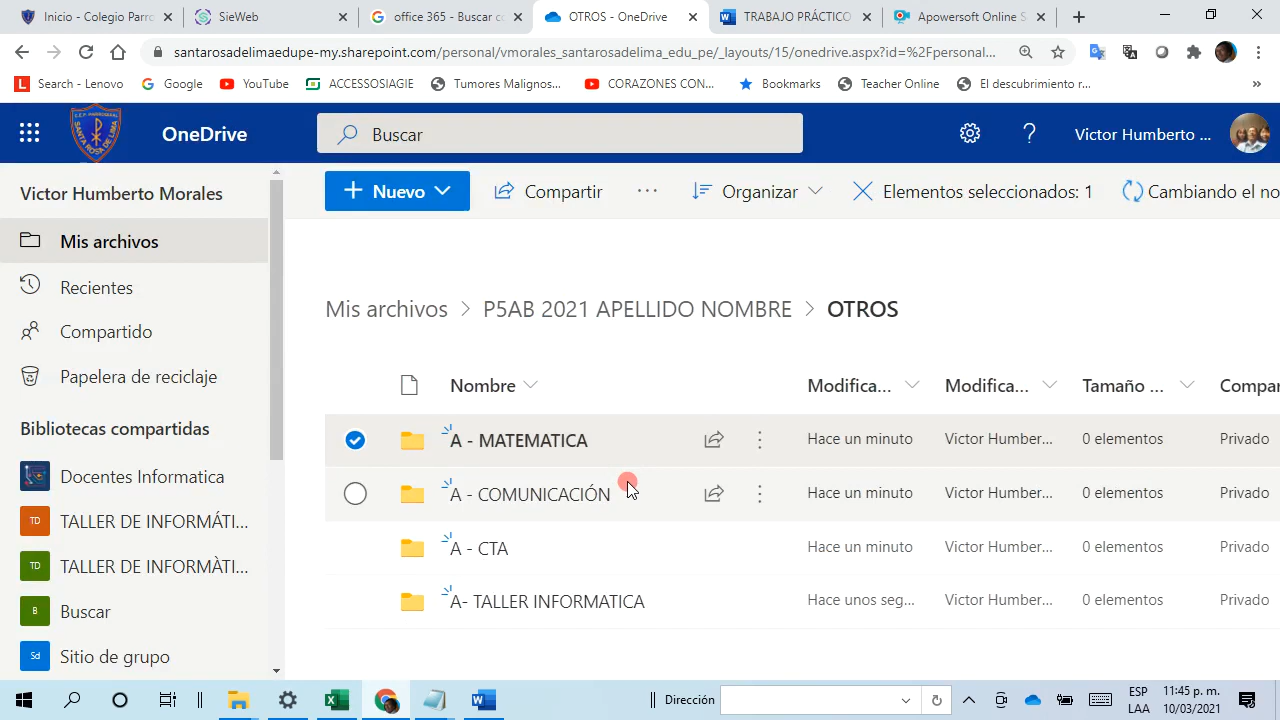 Inicio - Colegio Parro
SieWeb
office 365 - Buscar c
OTROS - OneDrive
TRABAJO PRÁCTICO
Apowersoft Online S
santarosadelimaedupe-my.sharepoint.com/personal/vmorales_santarosadelima_edu_pe/_layouts/15/onedrive.aspx?id=%2Fpersonal...
L Search - Lenovo
Google
YouTube
ACCESSOSIAGIE
Tumores Malignos...
CORAZONES CON...
Bookmarks
Teacher Online
El descubrimiento r...
»
OneDrive
Buscar
?
Victor Humberto ...
Victor Humberto Morales
Nuevo
Compartir
...
Organizar
Elementos seleccionados: 1
Cambiando el no
Mis archivos
Recientes
Compartido
Papelera de reciclaje
Bibliotecas compartidas
Docentes Informatica
TD TALLER DE INFORMÁTI...
TD TALLER DE INFORMÀTI...
B Buscar
Sd Sitio de grupo
Mis archivos > P5AB 2021 APELLIDO NOMBRE > OTROS
Nombre Modifica... Modifica... Tamaño ... Compar
A - MATEMATICA Hace un minuto Victor Humber... 0 elementos Privado
A - COMUNICACIÓN Hace un minuto Victor Humber... 0 elementos Privado
A - CTA Hace un minuto Victor Humber... 0 elementos Privado
A- TALLER INFORMATICA Hace unos seg... Victor Humber... 0 elementos Privado
Dirección
ESP
LAA
11:45 p. m.
10/03/2021